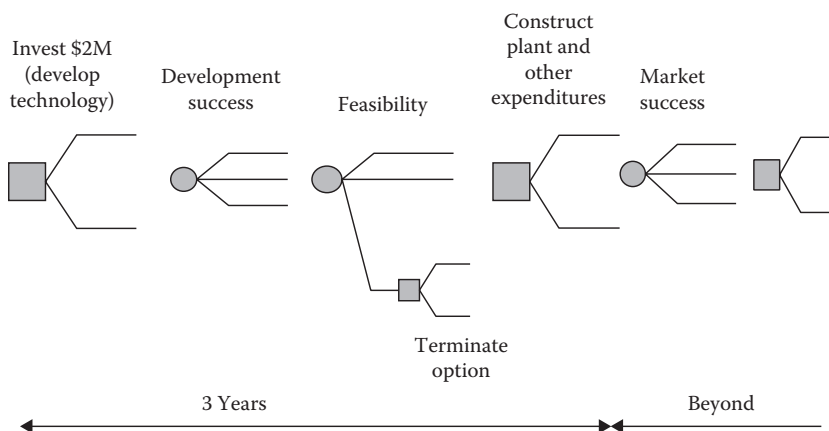 Invest $2M
(develop
technology)
Development
success
Feasibility
Construct
plant and
other
expenditures
Market
success
Terminate
option
3 Years
Beyond